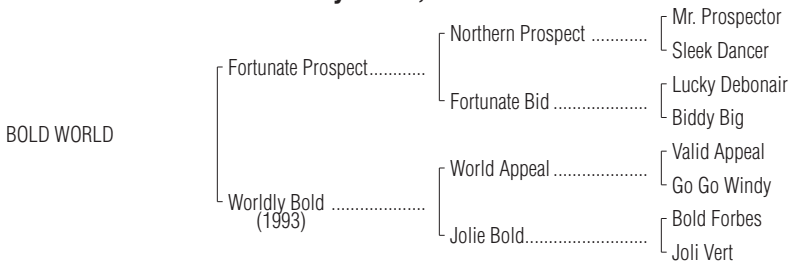 Mr. Prospector
Northern Prospect ............
Sleek Dancer
Fortunate Prospect............
Lucky Debonair
Fortunate Bid ....................
Biddy Big
BOLD WORLD
Valid Appeal
World Appeal ....................
Go Go Windy
Worldly Bold ....................
(1993)
Bold Forbes
Jolie Bold..........................
Joli Vert